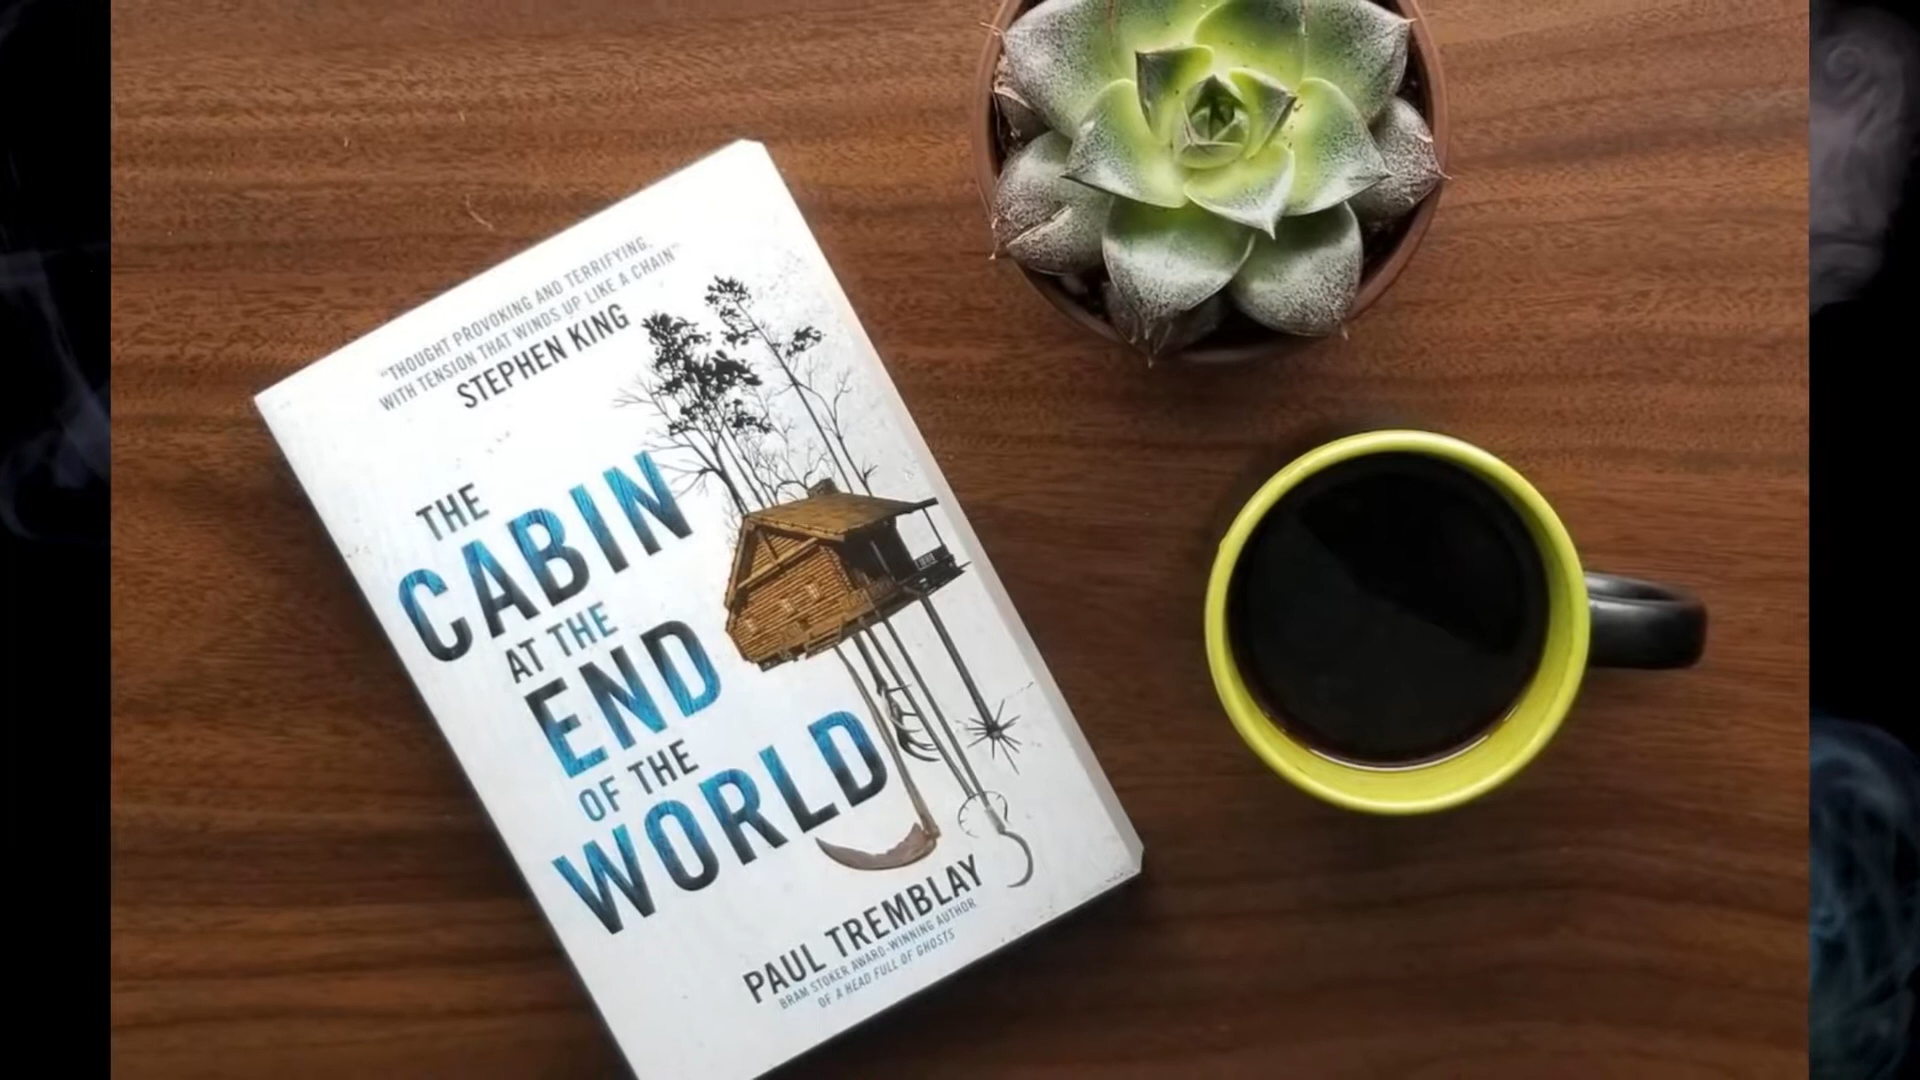 "THOUGHT PROVOKING AND TERRIFYING,
WITH TENSION THAT WINDS UP LIKE A CHAIN"
STEPHEN KING
THE
CABIN
AT THE
END
OF THE
WORLD
PAUL TREMBLAY
BRAM STOKER AWARD-WINNING AUTHOR
OF A HEAD FULL OF GHOSTS